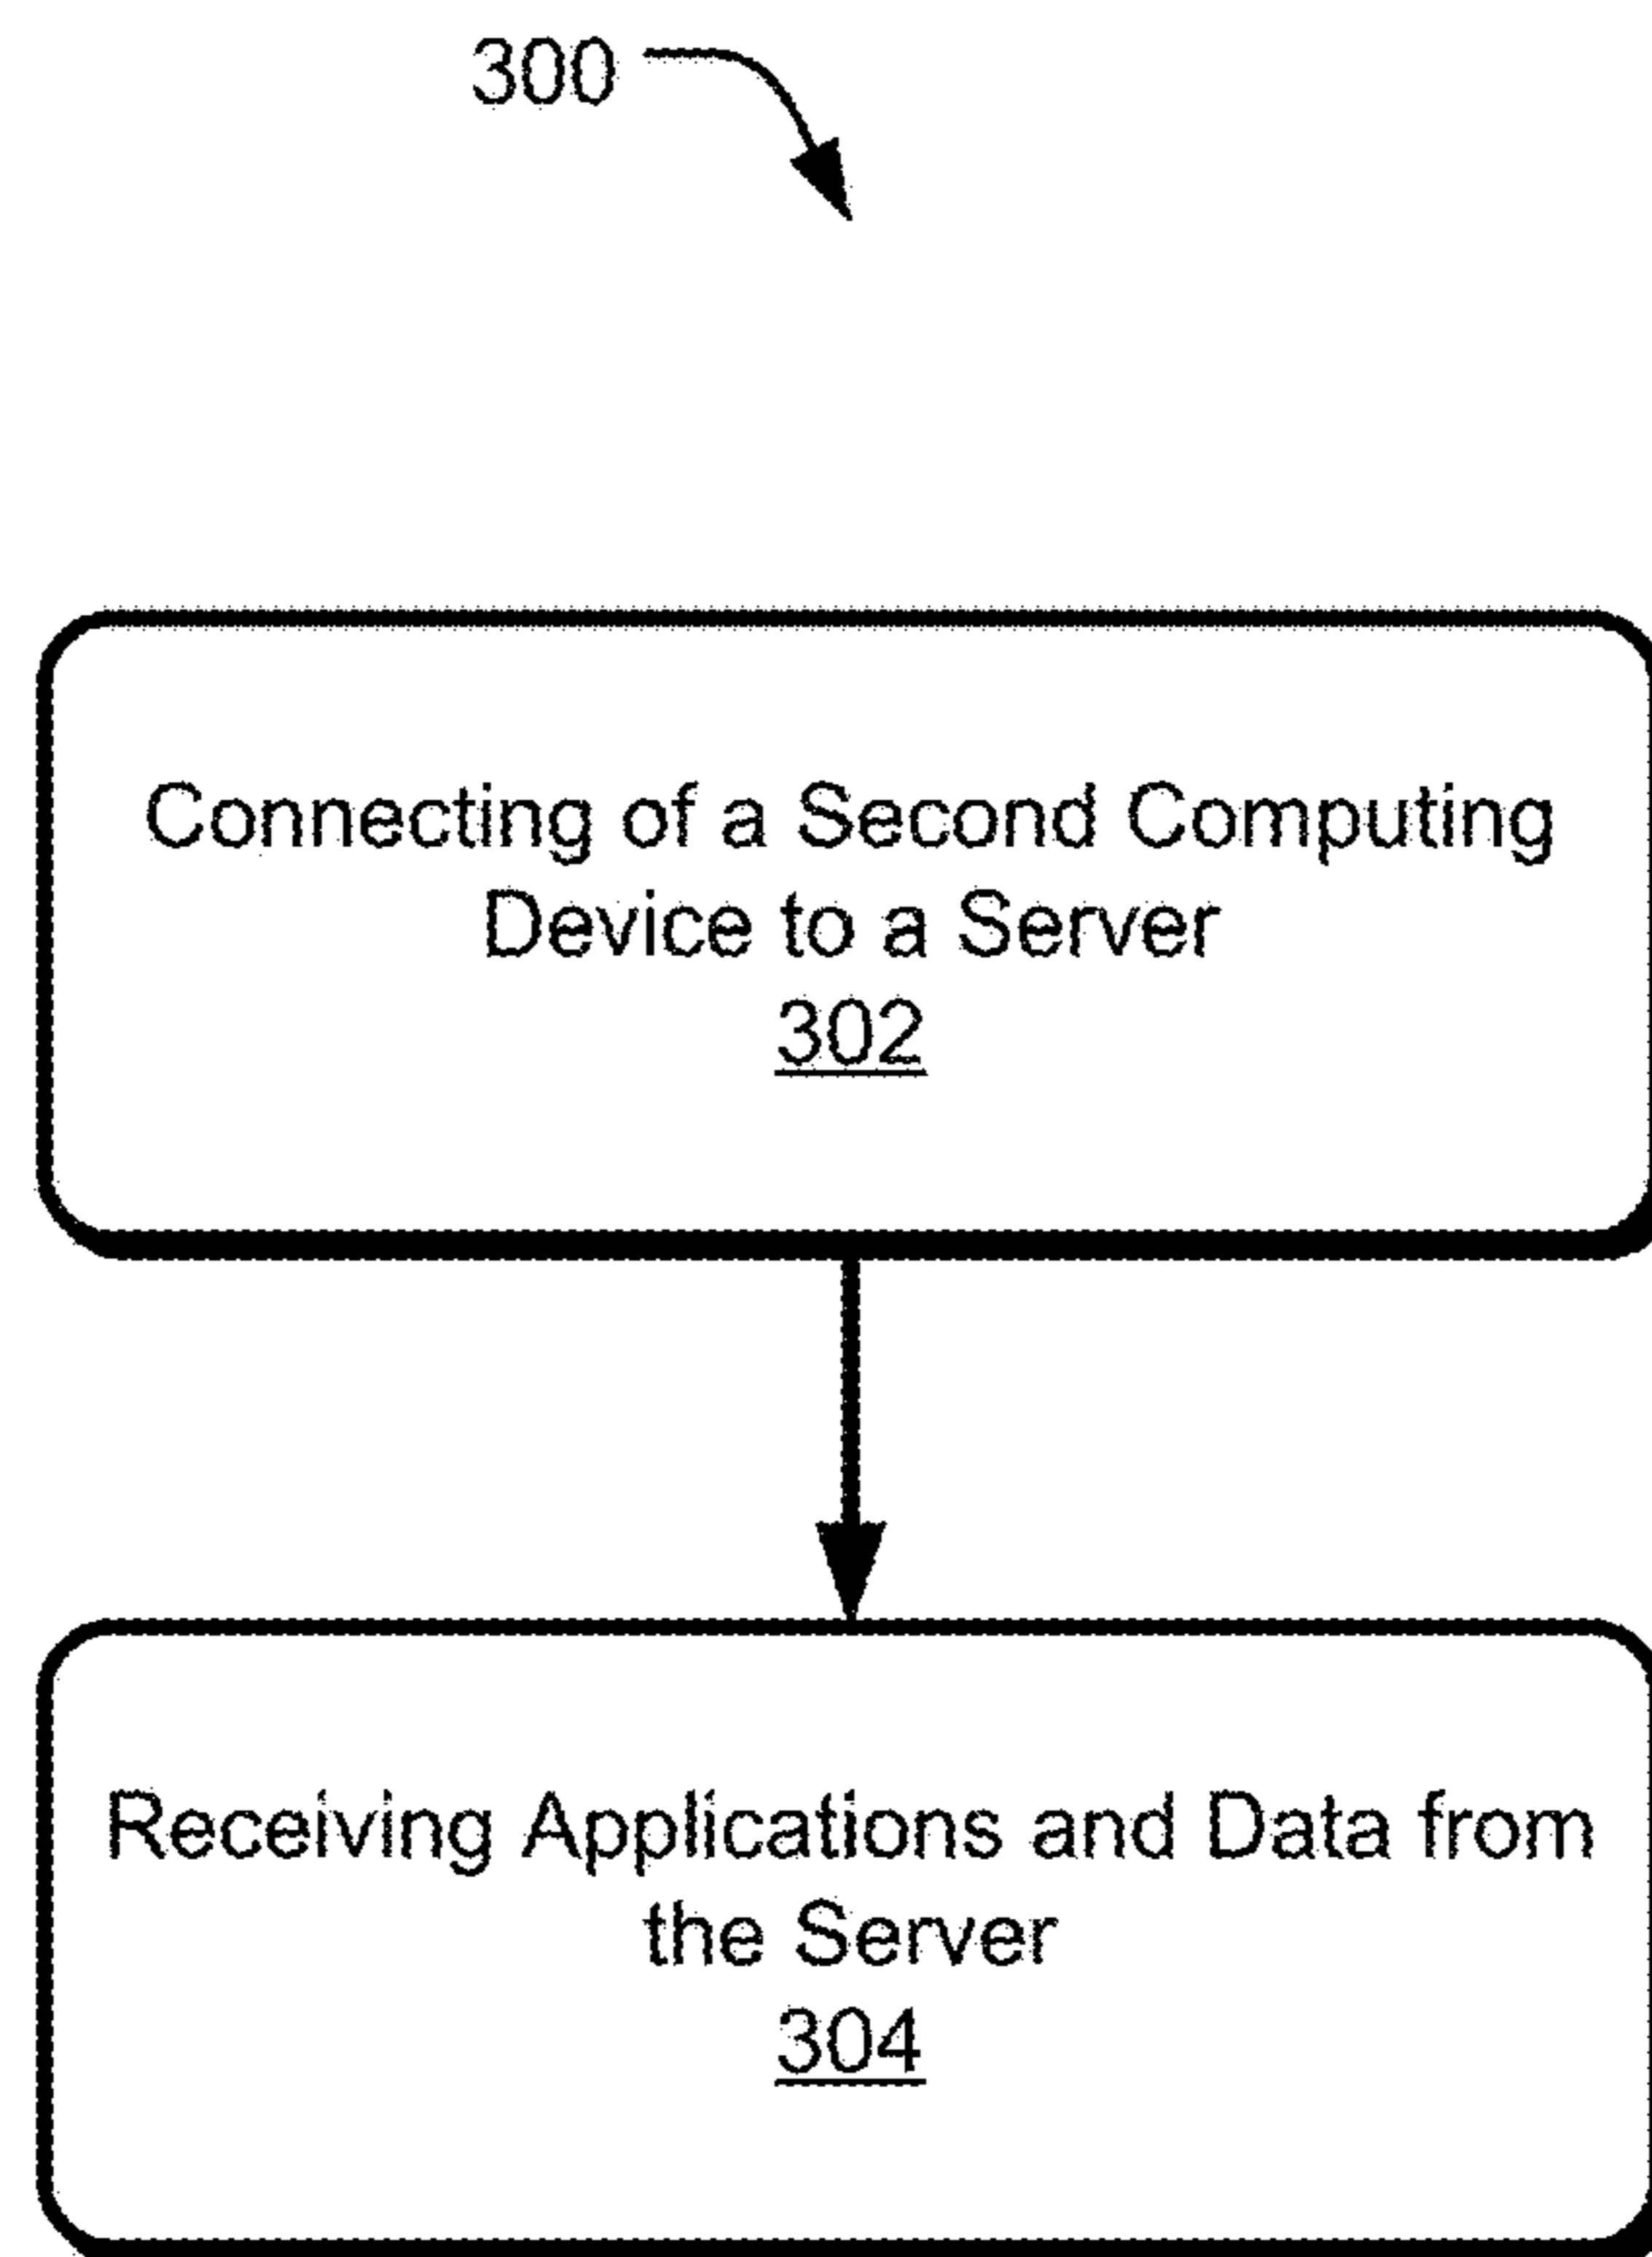 300
Connecting of a Second Computing
Device to a Server
302
Receiving Applications and Data from
the Server
304